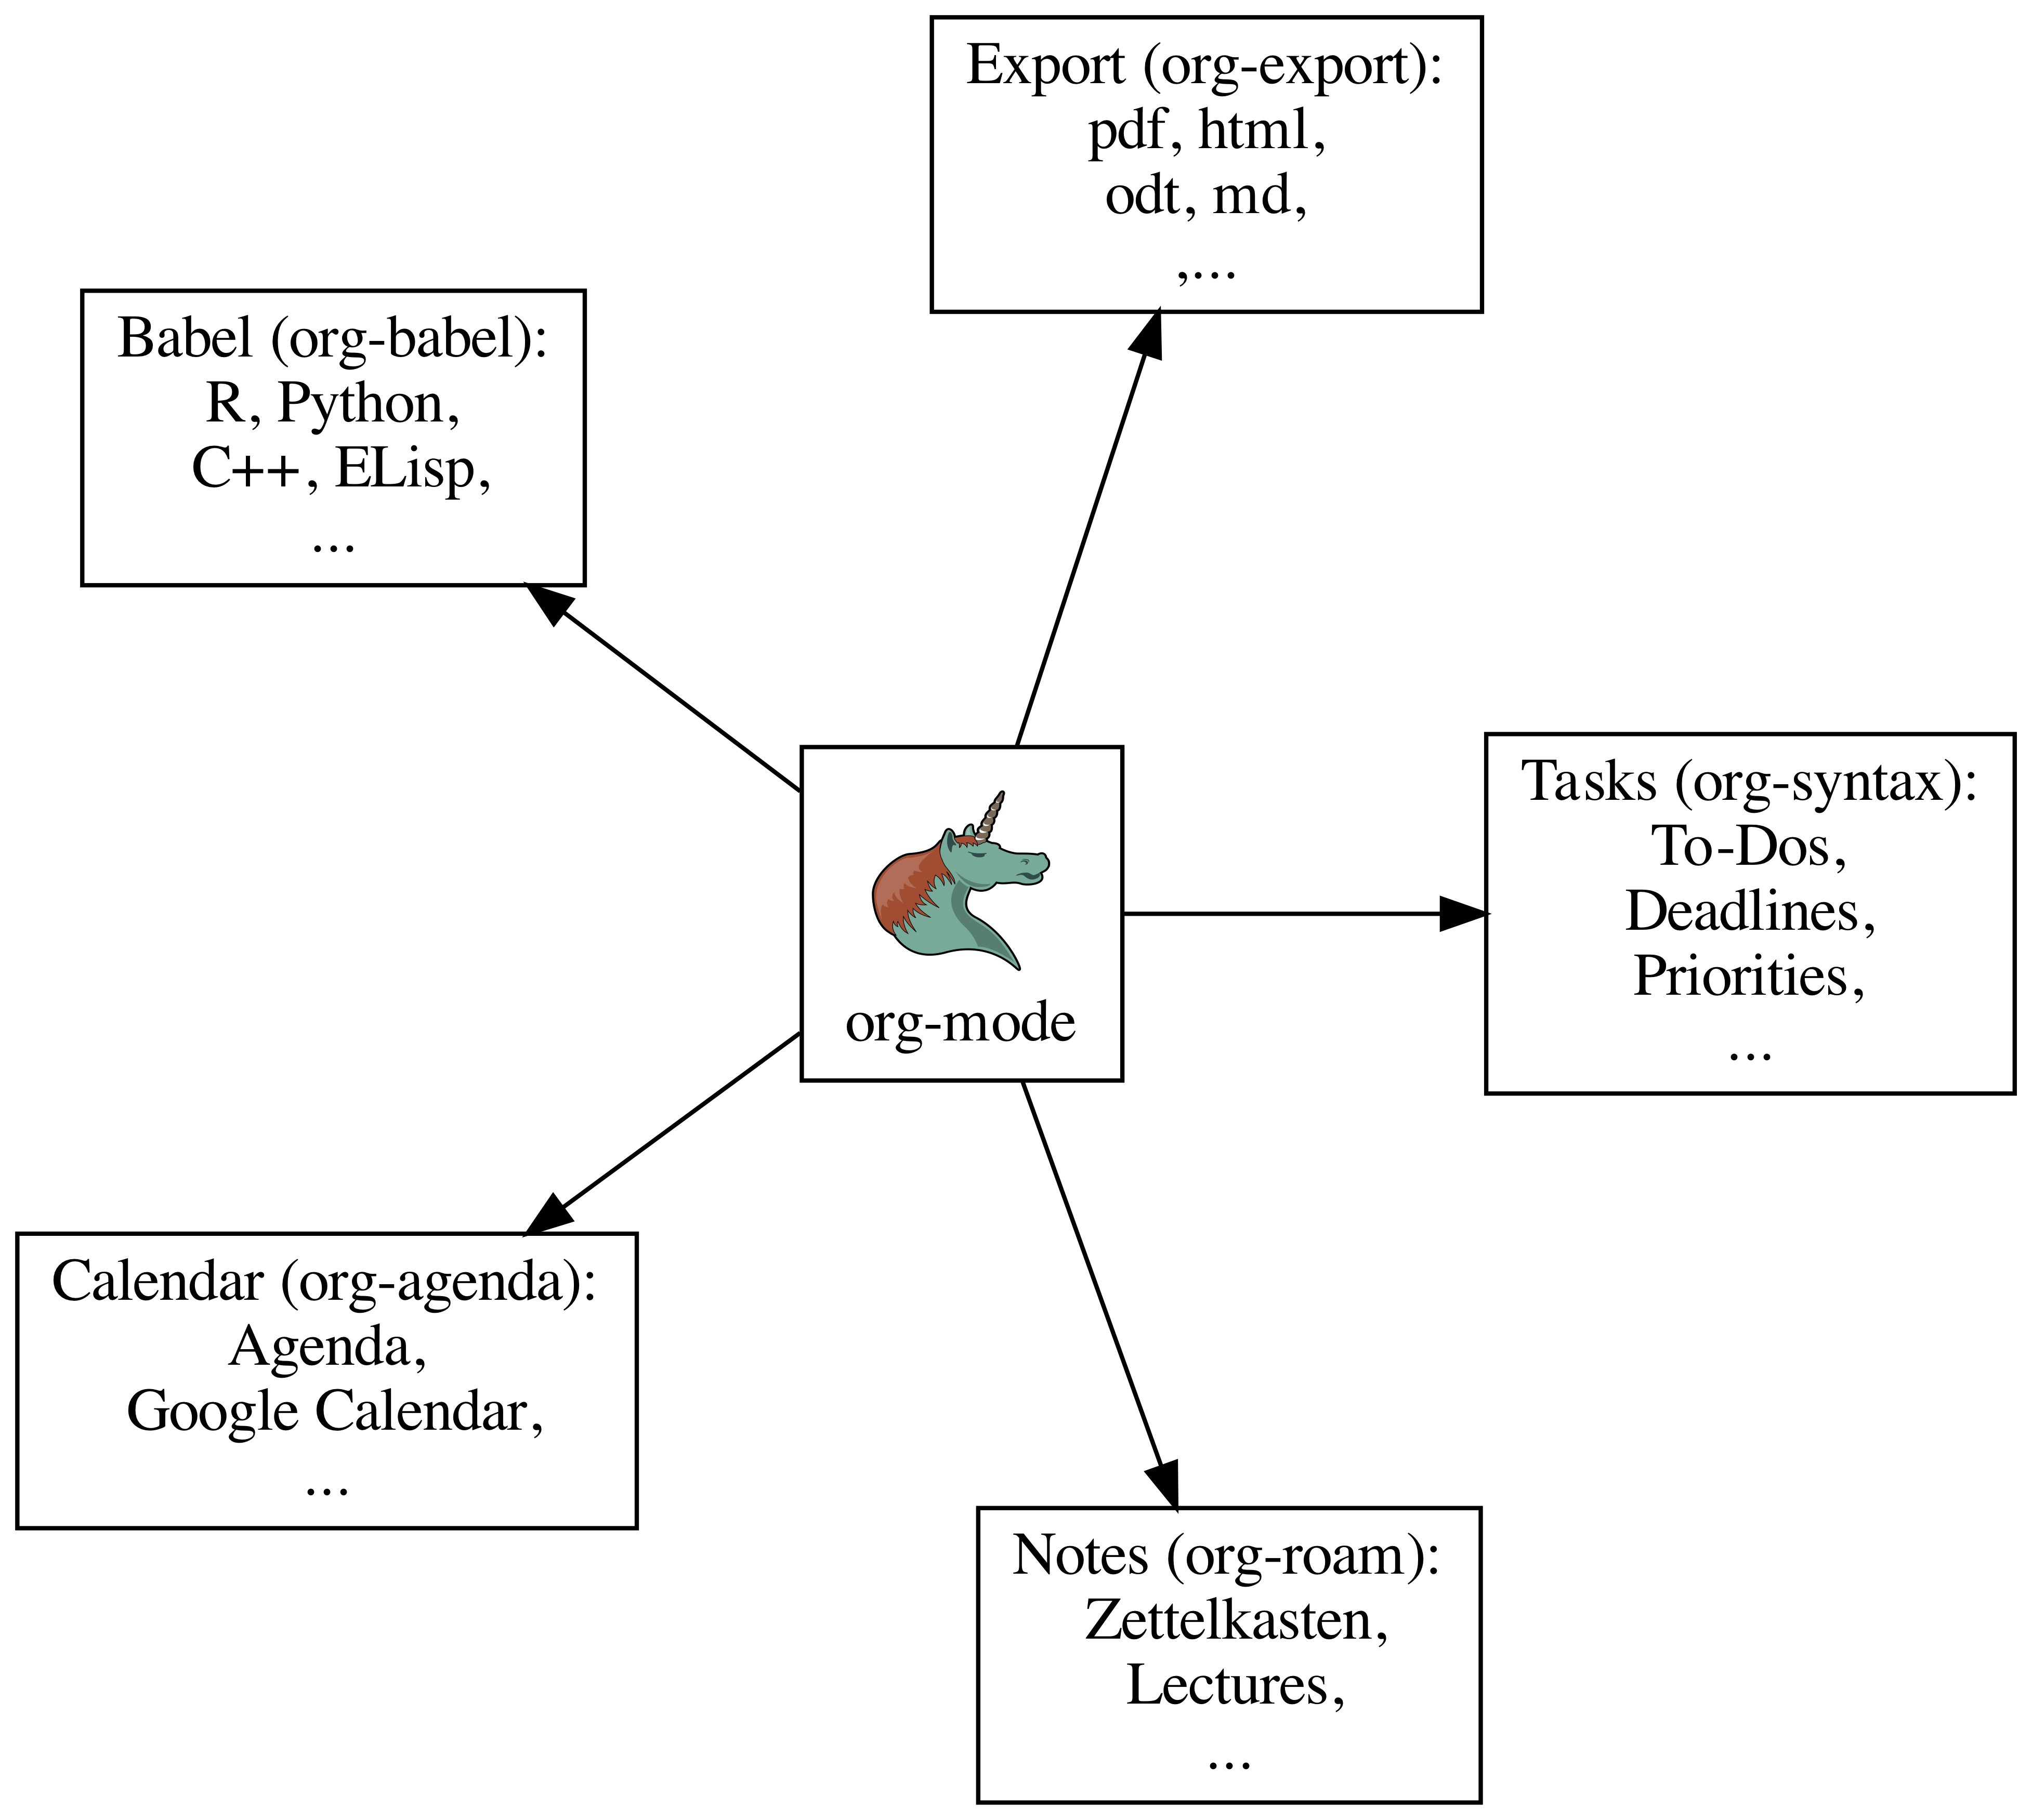 Export (org-export):
pdf, html,
odt, md,
,...
Babel (org-babel):
R, Python,
C++, ELisp,
...
org-mode
Tasks (org-syntax):
To-Dos,
Deadlines,
Priorities,
...
Calendar (org-agenda):
Agenda,
Google Calendar,
...
Notes (org-roam):
Zettelkasten,
Lectures,
...